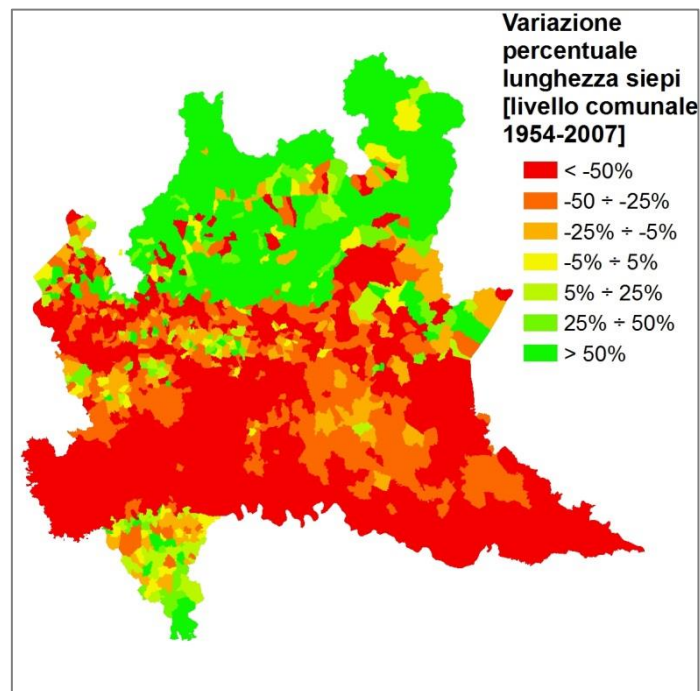 Variazione
percentuale
lunghezza siepi
[livello comunale
1954-2007]
< -50%
-50 ÷ -25%
-25% ÷ -5%
-5% ÷ 5%
5% ÷ 25%
25% ÷ 50%
> 50%